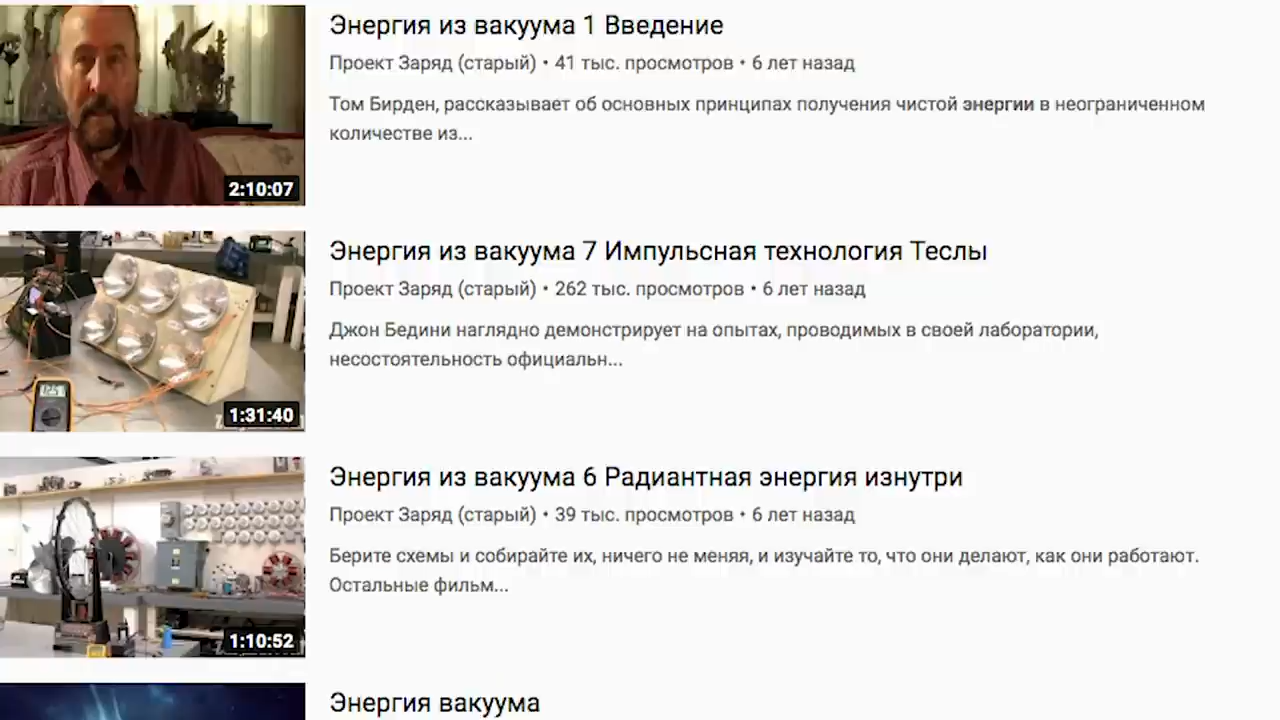 Энергия из вакуума 1 Введение
Проект Заряд (старый) • 41 тыс. просмотров • 6 лет назад
Том Бирден, рассказывает об основных принципах получения чистой энергии в неограниченном
количестве из...
2:10:07
Энергия из вакуума 7 Импульсная технология Теслы
Проект Заряд (старый) • 262 тыс. просмотров • 6 лет назад
Джон Бедини наглядно демонстрирует на опытах, проводимых в своей лаборатории,
несостоятельность официальн...
1:31:40
Энергия из вакуума 6 Радиантная энергия изнутри
Проект Заряд (старый) • 39 тыс. просмотров • 6 лет назад
Берите схемы и собирайте их, ничего не меняя, и изучайте то, что они делают, как они работают.
Остальные фильм...
1:10:52
Энергия вакуума